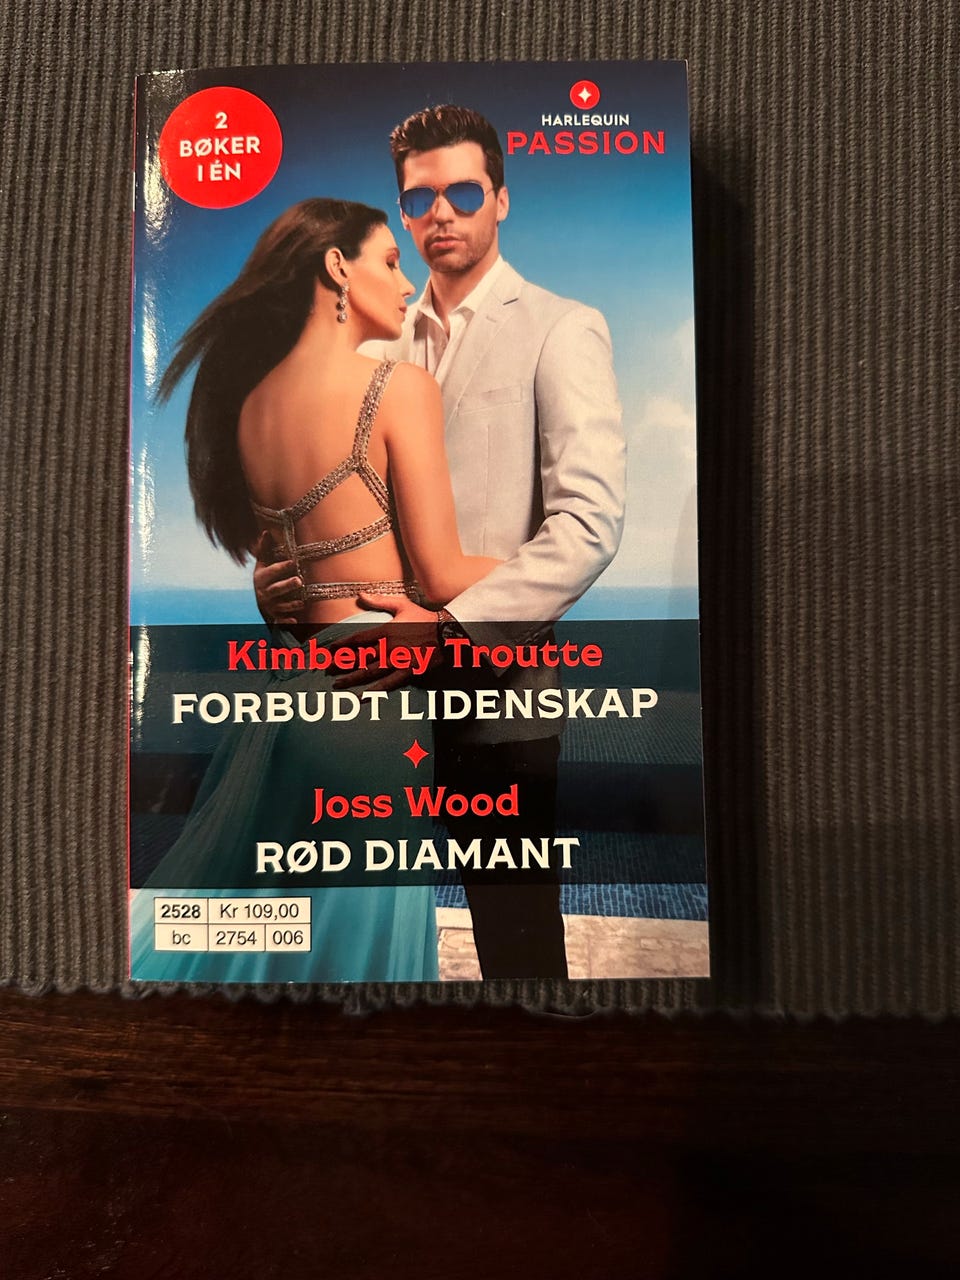 2
BØKER
I ÉN
HARLEQUIN
PASSION
Kimberley Troutte
FORBUDT LIDENSKAP
Joss Wood
RØD DIAMANT
2528 Kr 109,00
bc 2754 006